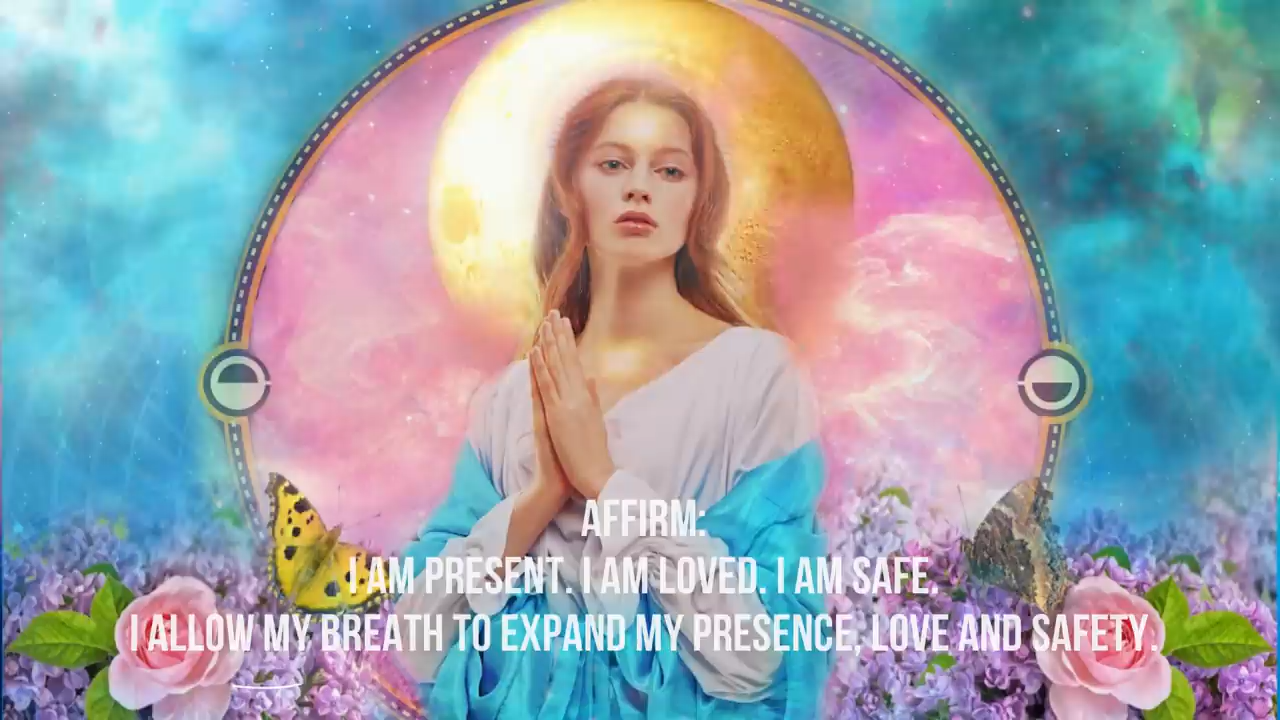 AFFIRM:
I AM PRESENT. I AM LOVED. I AM SAFE.
I ALLOW MY BREATH TO EXPAND MY PRESENCE, LOVE AND SAFETY.